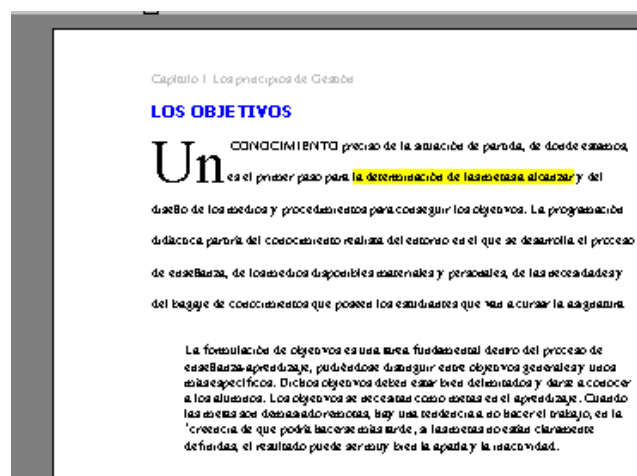 Capítulo 1 Los principios de Gestión
LOS OBJETIVOS
Un CONOCIMIENTO preciso de la situación de partida, de donde estamos,
es el primer paso para la determinación de las metas a alcanzar y del
diseño de los medios y procedimientos para conseguir los objetivos. La programación
didáctica partiría del conocimiento realista del entorno en el que se desarrolla el proceso
de enseñanza, de los medios disponibles materiales y personales, de las necesidades y
del bagaje de conocimientos que poseen los estudiantes que van a cursar la asignatura
La formulación de objetivos es una tarea fundamental dentro del proceso de
enseñanza-aprendizaje, pudiéndose distinguir entre objetivos generales y unos
mas específicos. Dichos objetivos deben estar bien delimitados y darse a conocer
a los alumnos. Los objetivos se necesitan como metas en el aprendizaje. Cuando
las metas son demasiado remotas, hay una tendencia a no hacer el trabajo, en la
"creencia de que podría hacerse mas tarde, si las metas no están claramente
definidas, el resultado puede ser muy bien la apatía y la inactividad.